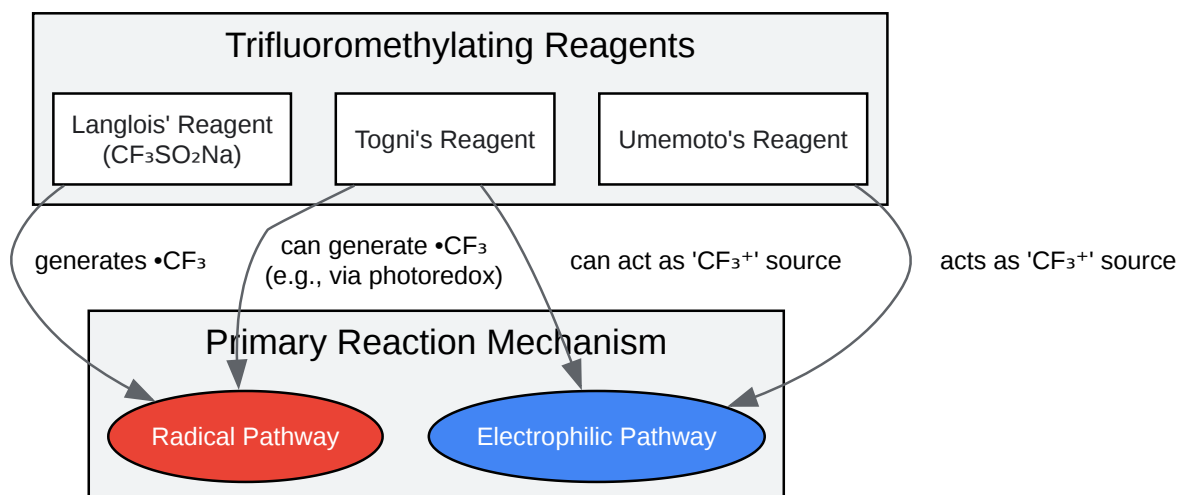 Trifluoromethylating Reagents
Langlois' Reagent
(CF₃SO₂Na)
Togni's Reagent
Umemoto's Reagent
generates •CF₃
can generate •CF₃
(e.g., via photoredox)
can act as 'CF₃⁺' source
acts as 'CF₃⁺' source
Primary Reaction Mechanism
Radical Pathway
Electrophilic Pathway